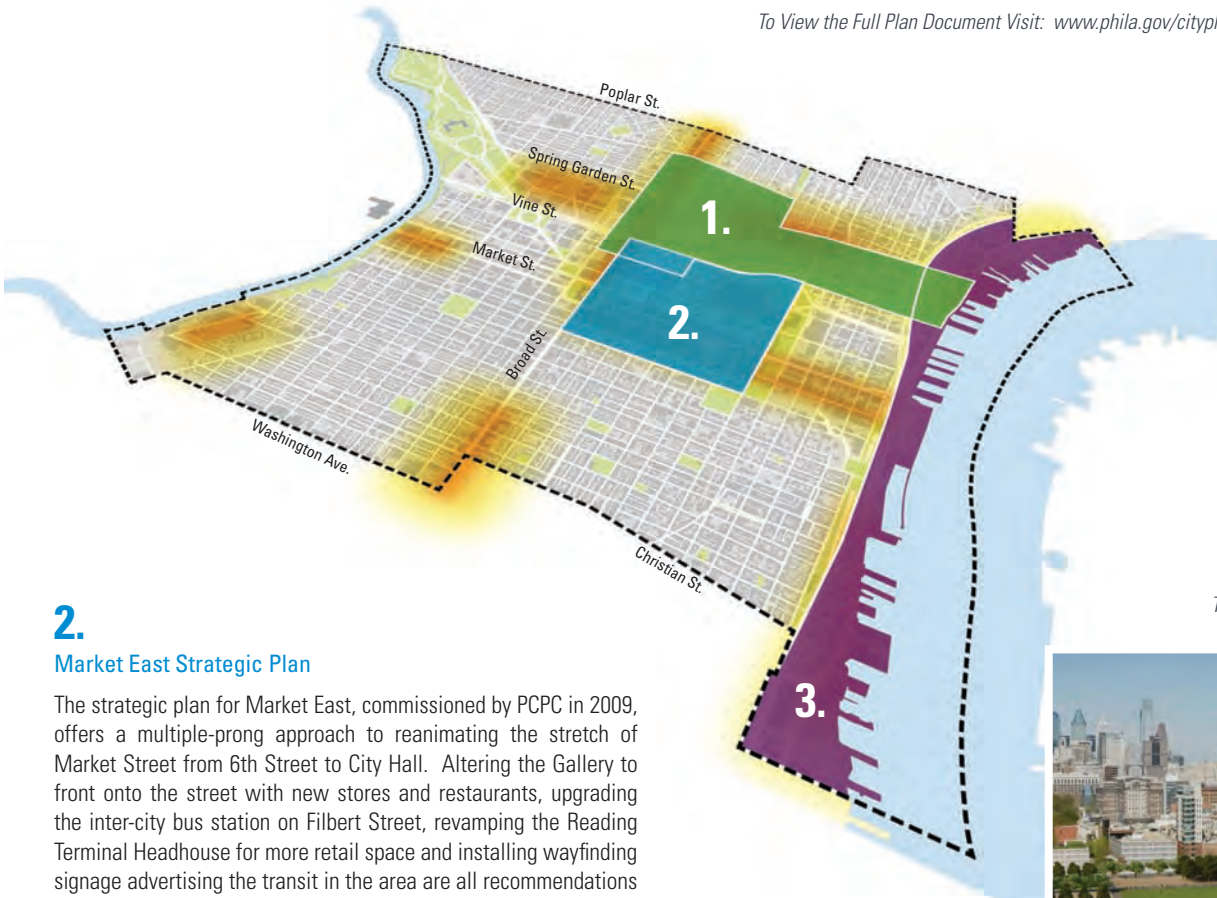 To View the Full Plan Document Visit: www.phila.gov/citypl
Poplar St.
Spring Garden St.
Vine St.
Market St.
Broad St.
Washington Ave.
Christian St.
1.
2.
3.
2.
Market East Strategic Plan
The strategic plan for Market East, commissioned by PCPC in 2009,
offers a multiple-prong approach to reanimating the stretch of
Market Street from 6th Street to City Hall. Altering the Gallery to
front onto the street with new stores and restaurants, upgrading
the inter-city bus station on Filbert Street, revamping the Reading
Terminal Headhouse for more retail space and installing wayfinding
signage advertising the transit in the area are all recommendations